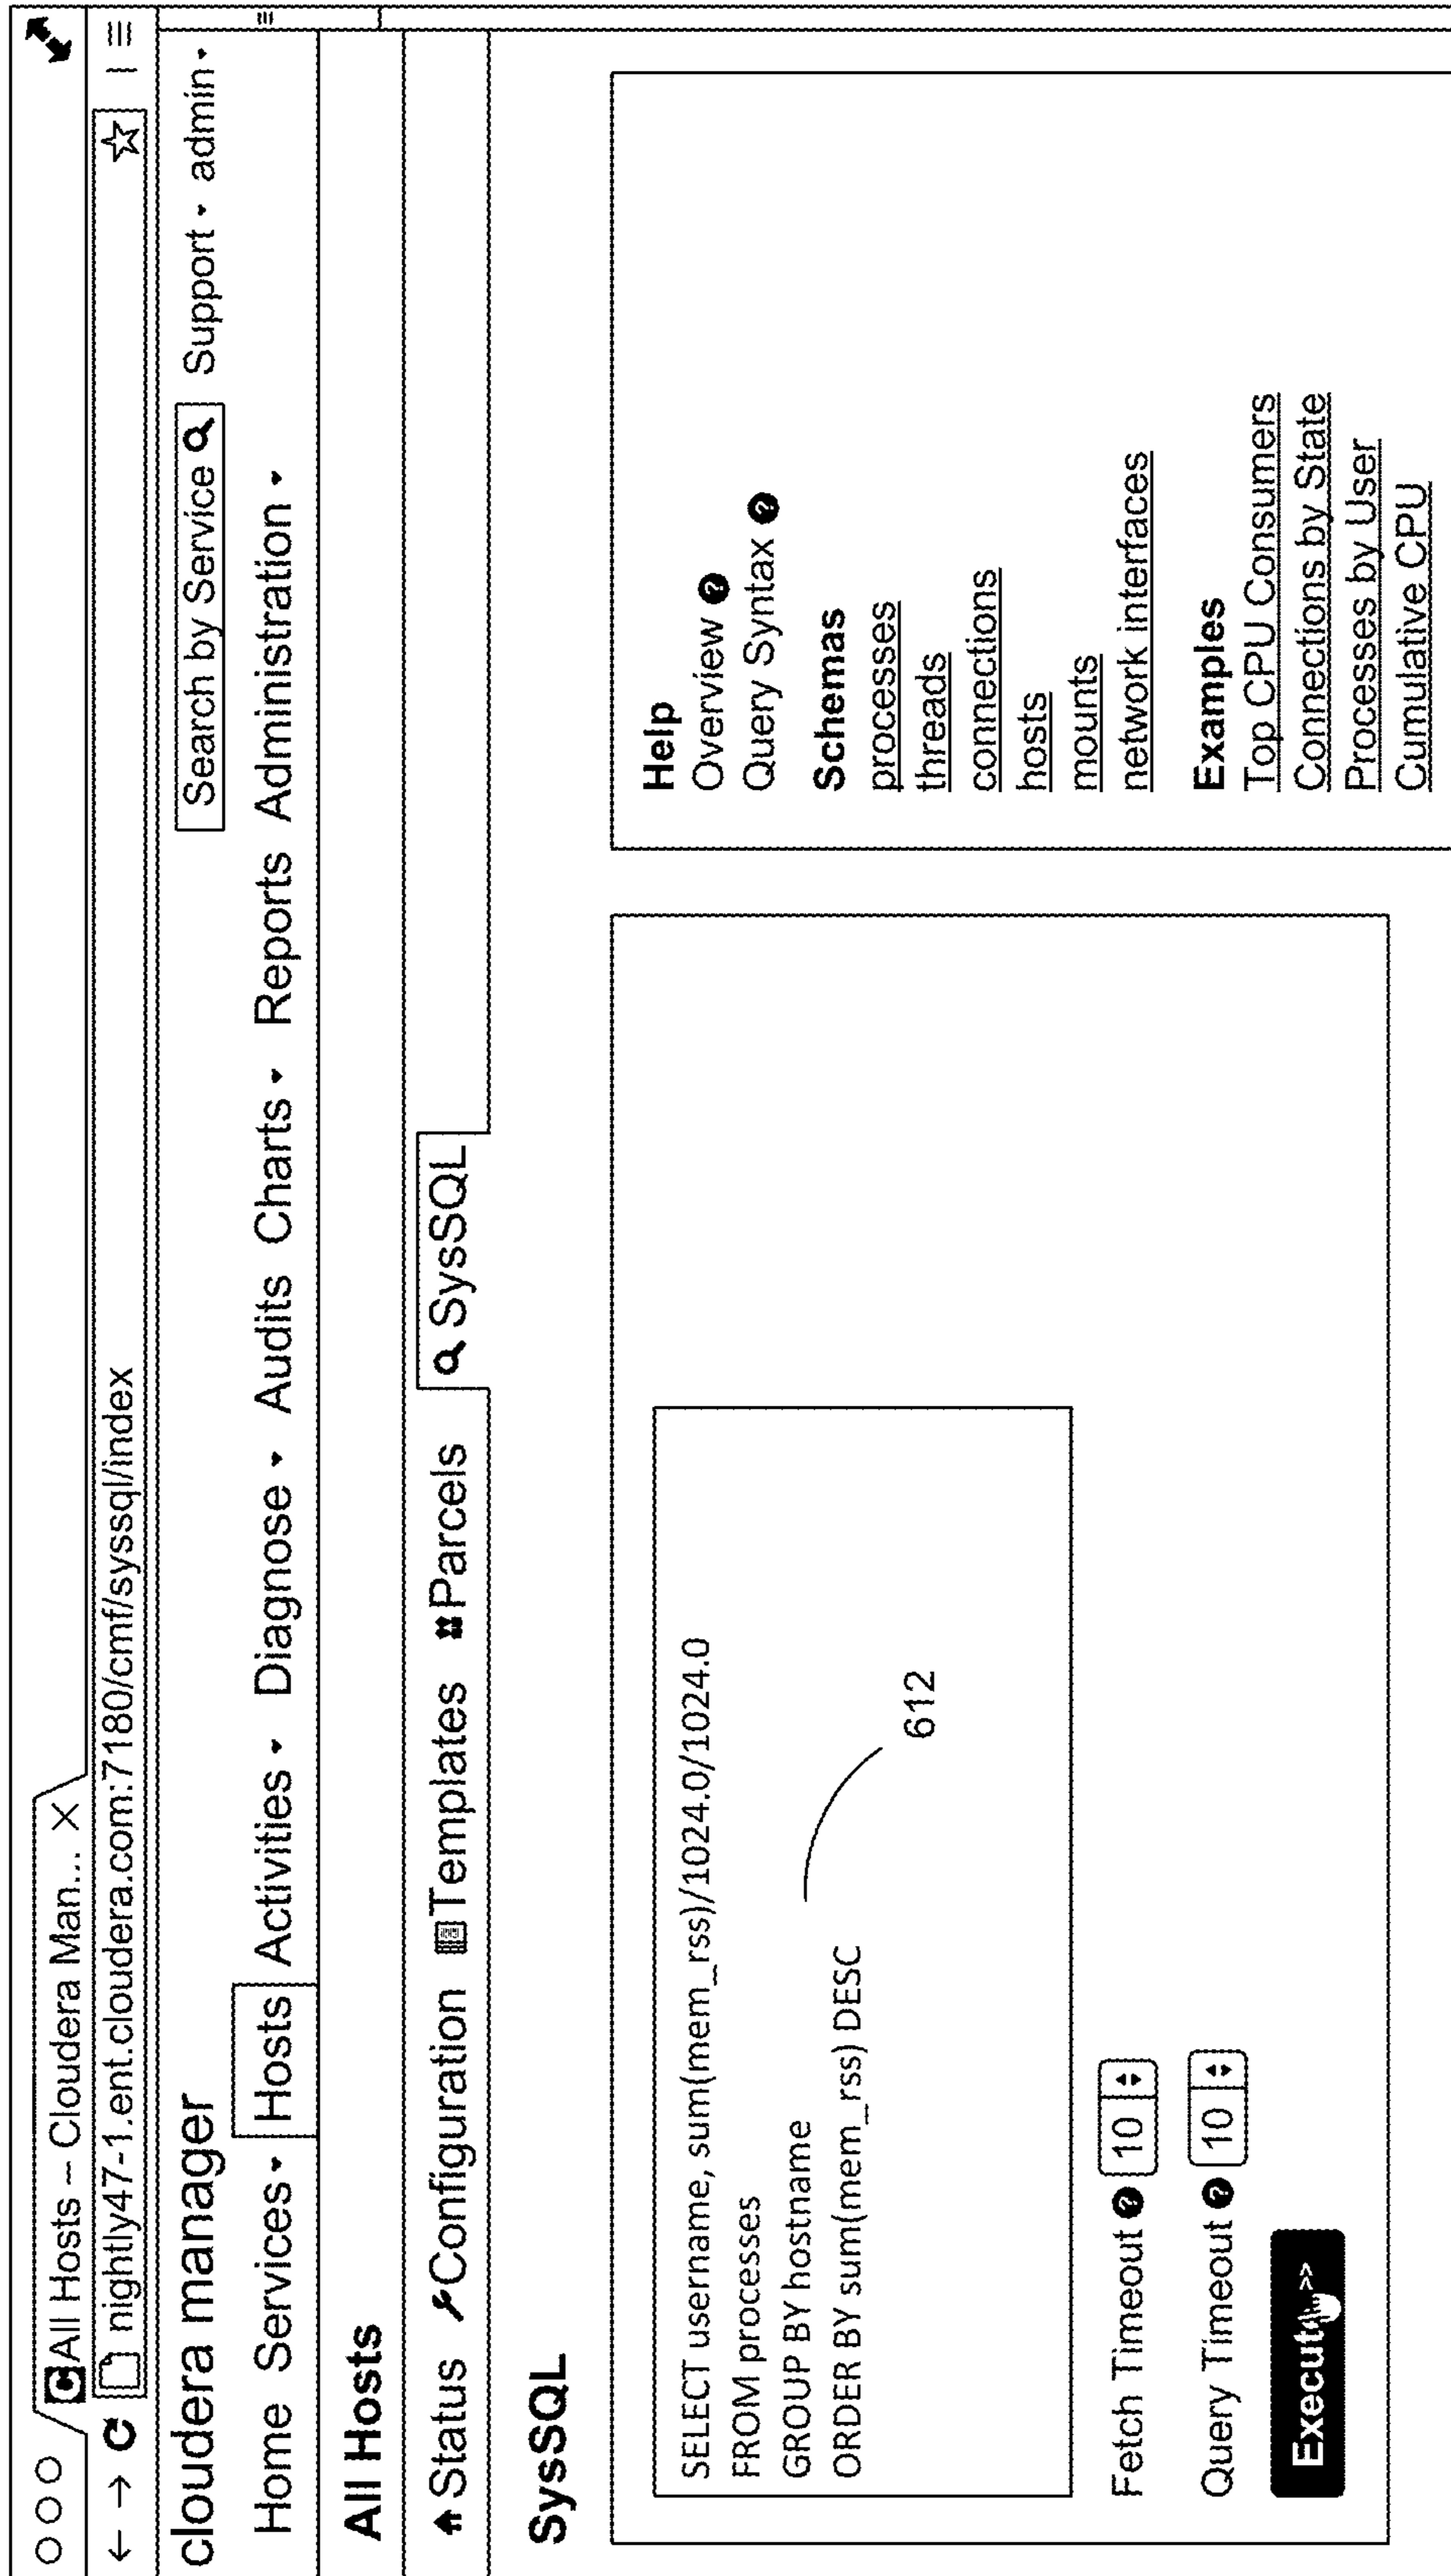 All Hosts – Cloudera Man... X
nightly47-1.ent.cloudera.com:7180/cmf/syssql/index
cloudera manager
Search by Service
Support
admin
Home Services Hosts Activities Diagnose Audits Charts Reports Administration
All Hosts
Status Configuration Templates Parcels SysSQL
SysSQL
SELECT username, sum(mem_rss)/1024.0/1024.0
FROM processes
GROUP BY hostname
ORDER BY sum(mem_rss) DESC
612
Fetch Timeout ? 10
Query Timeout ? 10
Execute >>
Help
Overview ?
Query Syntax ?
Schemas
processes
threads
connections
hosts
mounts
network interfaces
Examples
Top CPU Consumers
Connections by State
Processes by User
Cumulative CPU